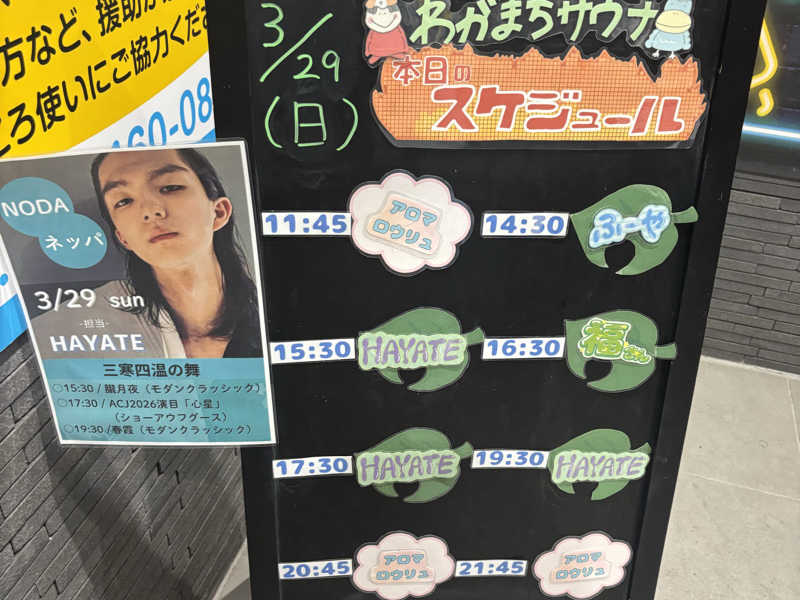 方など、援助が
ころ使いにご協力くだ
160-08
3/29
(日)
わがまちサウナ
本日の
スケジュール
11:45
アロマ
ロウリュ
14:30
ふーや
15:30
HAYATE
16:30
福ちゃん
17:30
HAYATE
19:30
HAYATE
20:45
アロマ
ロウリュ
21:45
アロマ
ロウリュ
NODA
ネッパ
3/29 sun
-担当-
HAYATE
三寒四温の舞
○15:30/朧月夜(モダンクラッシック)
○17:30/ACJ2026演目「心星」
(ショーアウフグース)
○19:30/春霞(モダンクラッシック)